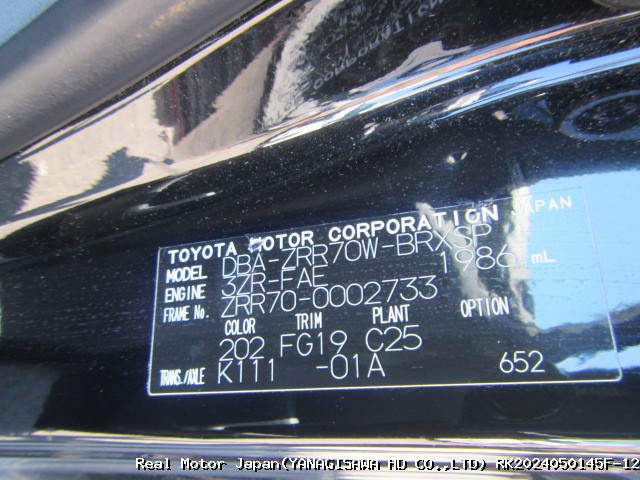 TOYOTA MOTOR CORPORATION JAPAN
MODEL DBA-ZRR70W-BRXSP
ENGINE 3ZR-FAE 1986 mL
FRAME No. ZRR70-0002733
COLOR TRIM PLANT OPTION
202 FG19 C25
TRANS./AXLE K111 -01A 652
Real Motor Japan(YANAGISAWA HD CO.,LTD) RK2024050145F-12